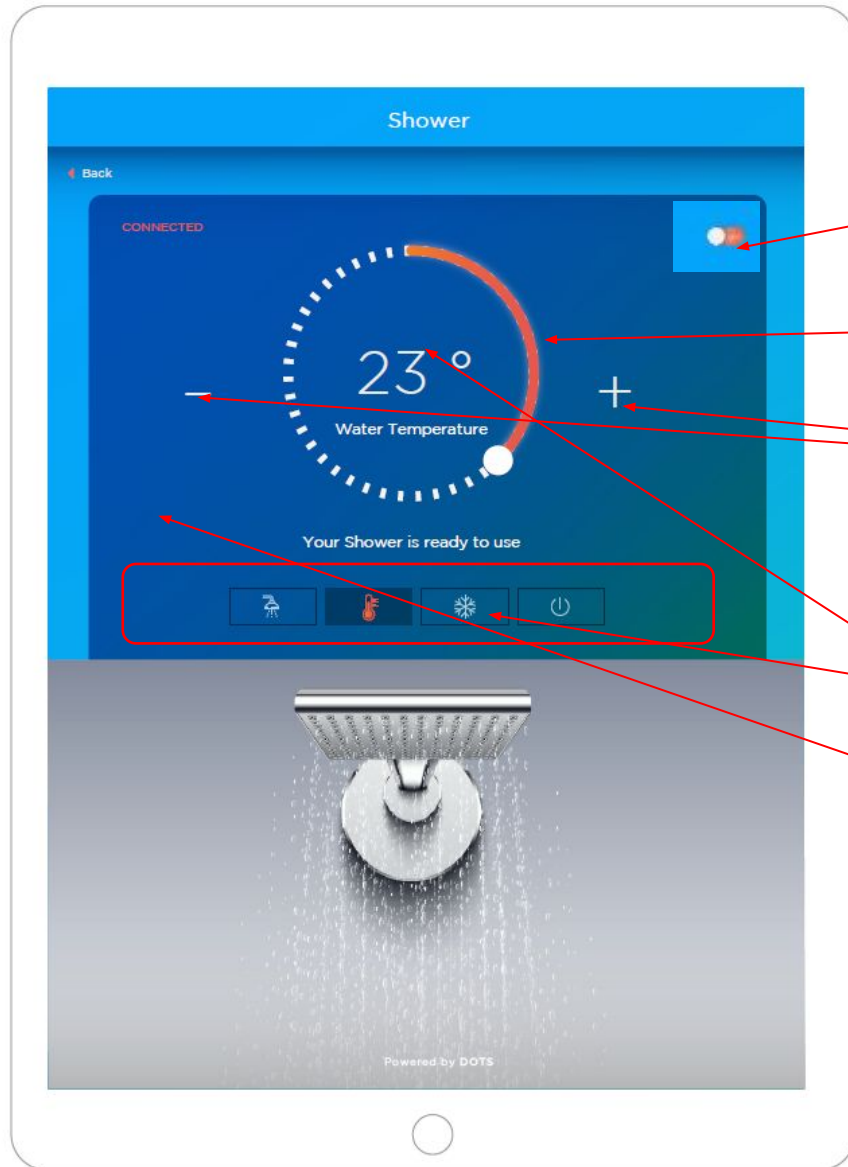 Shower
Back
CONNECTED
23 °
Water Temperature
Your Shower is ready to use
Powered by DOTS